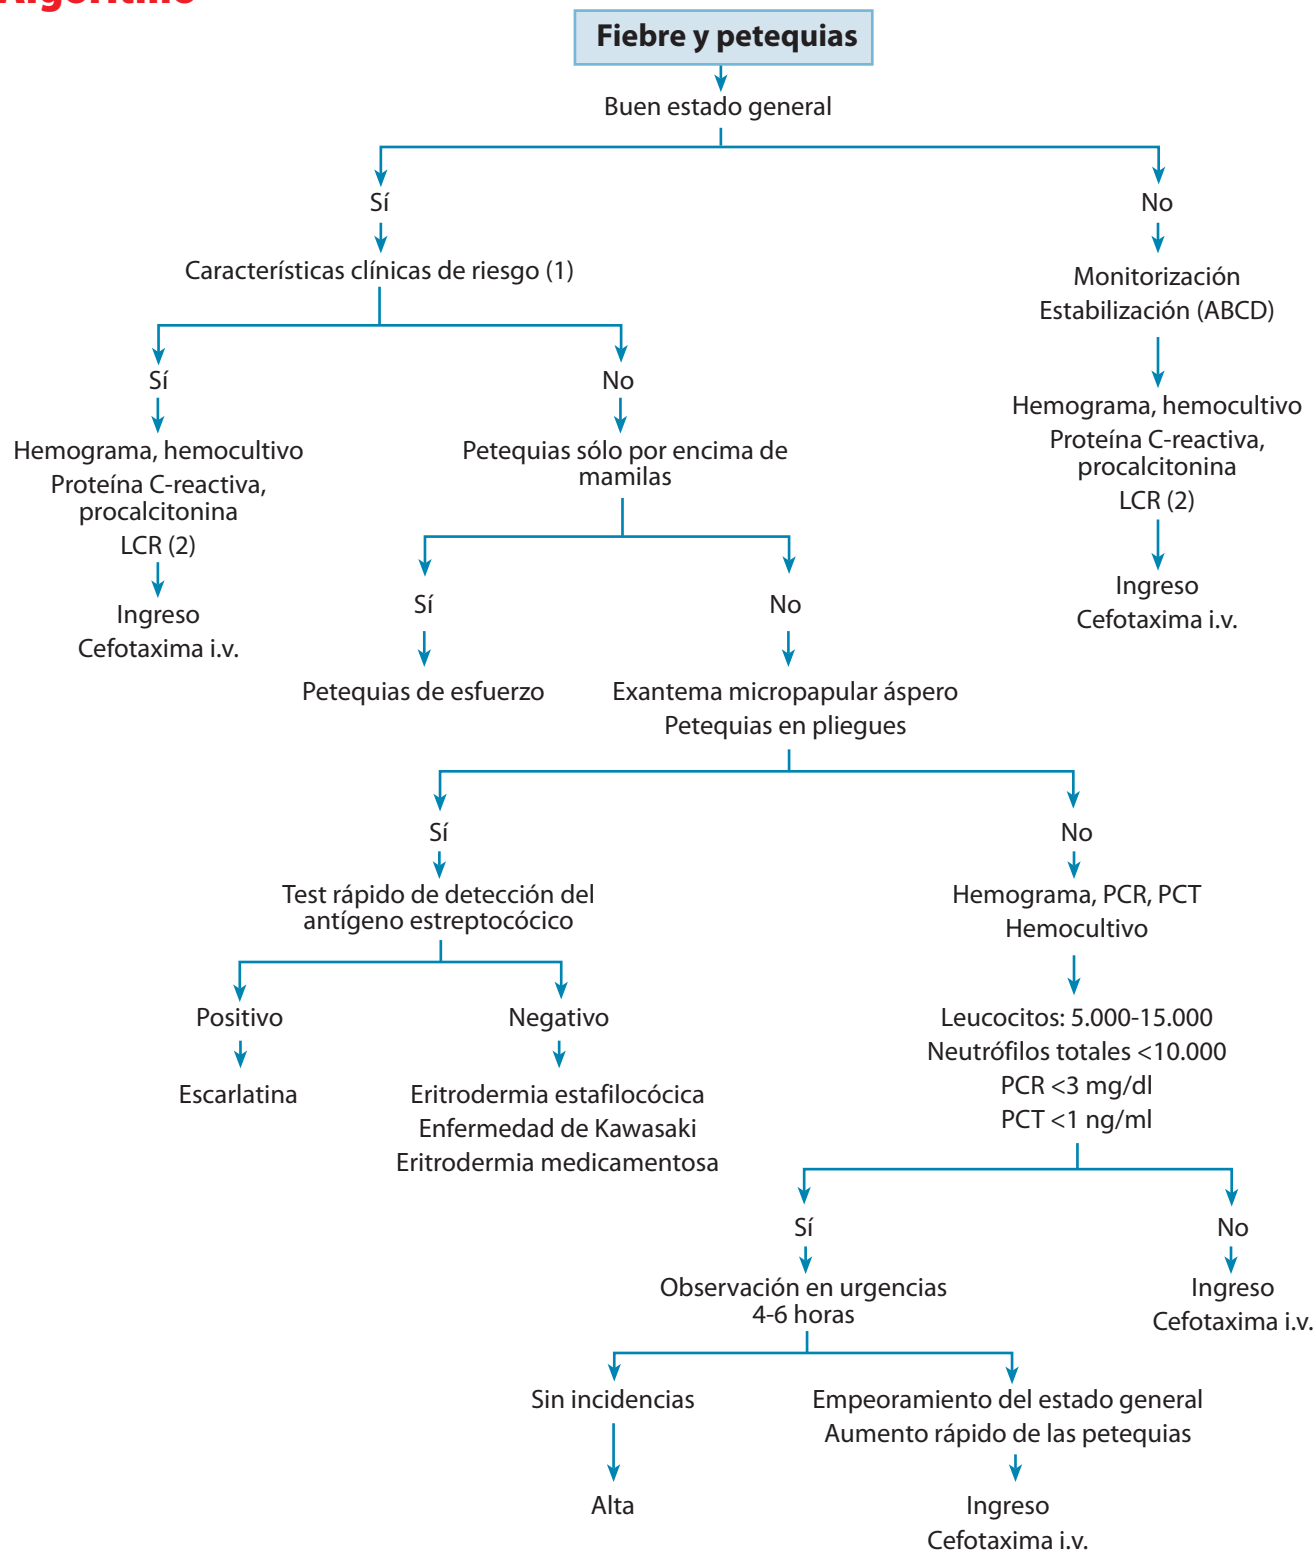 Algoritmo
Fiebre y petequias
Buen estado general
Sí
No
Características clínicas de riesgo (1)
Monitorización
Estabilización (ABCD)
Sí
No
Hemograma, hemocultivo
Proteína C-reactiva,
procalcitonina
LCR (2)
Hemograma, hemocultivo
Proteína C-reactiva,
procalcitonina
LCR (2)
Petequias sólo por encima de
mamilas
Ingreso
Cefotaxima i.v.
Ingreso
Cefotaxima i.v.
Sí
No
Petequias de esfuerzo
Exantema micropapular áspero
Petequias en pliegues
Sí
No
Test rápido de detección del
antígeno estreptocócico
Hemograma, PCR, PCT
Hemocultivo
Positivo
Negativo
Leucocitos: 5.000-15.000
Neutrófilos totales <10.000
PCR <3 mg/dl
PCT <1 ng/ml
Escarlatina
Eritrodermia estafilocócica
Enfermedad de Kawasaki
Eritrodermia medicamentosa
Sí
No
Observación en urgencias
4-6 horas
Ingreso
Cefotaxima i.v.
Sin incidencias
Empeoramiento del estado general
Aumento rápido de las petequias
Alta
Ingreso
Cefotaxima i.v.